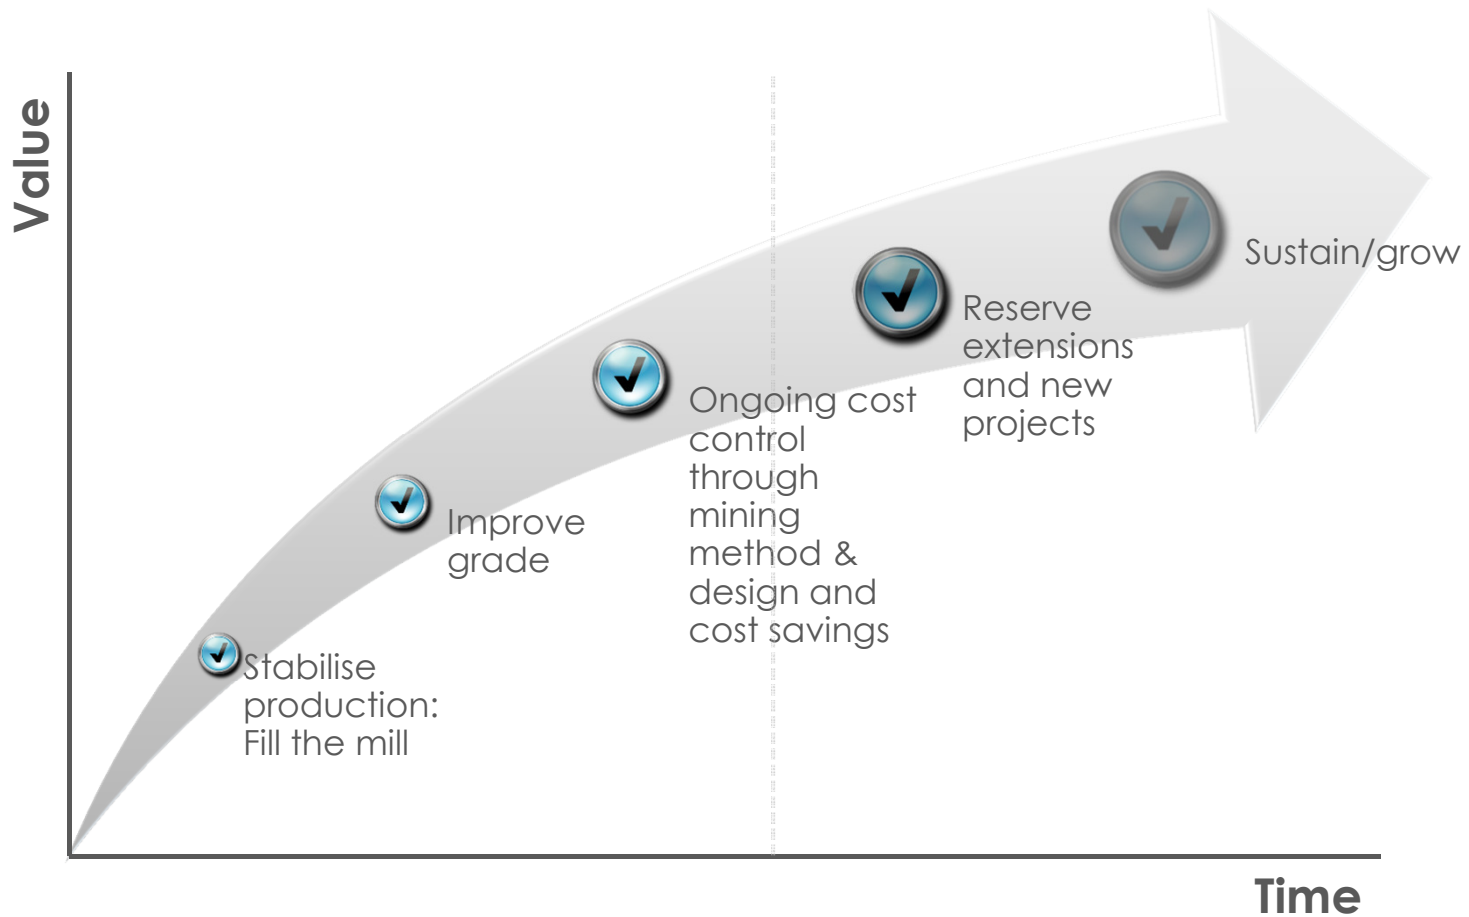 Value
Sustain/grow
Reserve
extensions
and new
projects
Ongoing cost
control
through
mining
method &
design and
cost savings
Improve
grade
Stabilise
production:
Fill the mill
Time